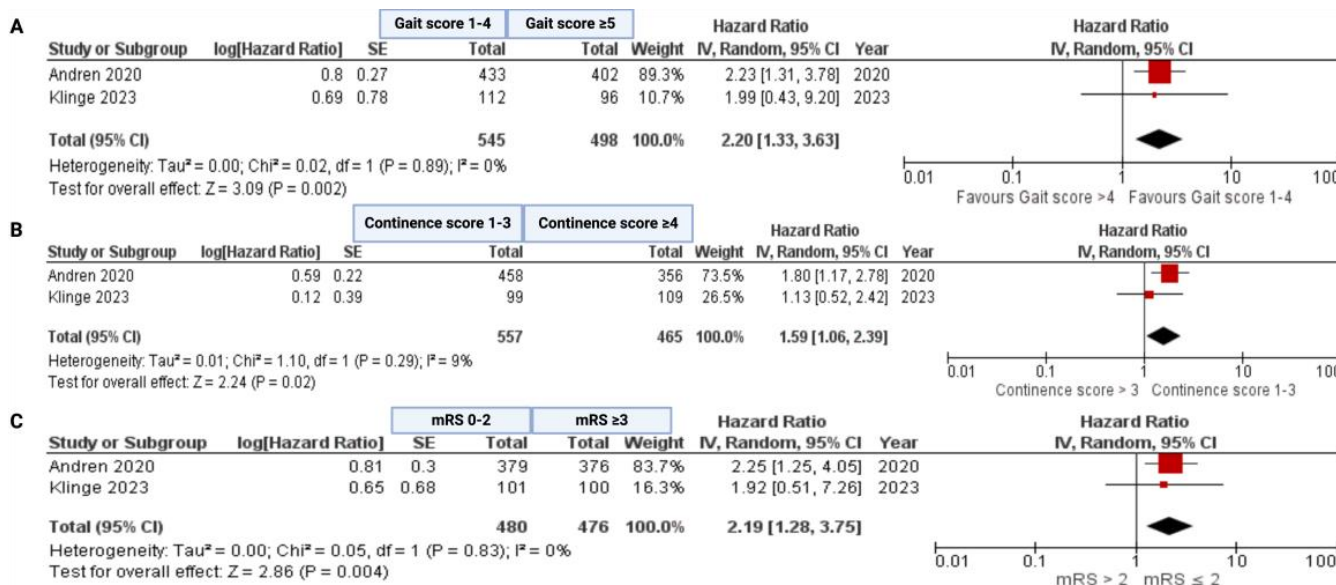 A
Gait score 1-4 Gait score ≥5 Hazard Ratio Hazard Ratio
Study or Subgroup log[Hazard Ratio] SE Total Total Weight IV, Random, 95% CI Year IV, Random, 95% CI
Andren 2020 0.8 0.27 433 402 89.3% 2.23 [1.31, 3.78] 2020
Klinge 2023 0.69 0.78 112 96 10.7% 1.99 [0.43, 9.20] 2023
Total (95% CI) 545 498 100.0% 2.20 [1.33, 3.63]
Heterogeneity: Tau² = 0.00; Chi² = 0.02, df = 1 (P = 0.89); I² = 0%
Test for overall effect: Z = 3.09 (P = 0.002)
0.01 0.1 1 10 100
Favours Gait score >4 Favours Gait score 1-4
B
Continence score 1-3 Continence score ≥4 Hazard Ratio Hazard Ratio
Study or Subgroup log[Hazard Ratio] SE Total Total Weight IV, Random, 95% CI Year IV, Random, 95% CI
Andren 2020 0.59 0.22 458 356 73.5% 1.80 [1.17, 2.78] 2020
Klinge 2023 0.12 0.39 99 109 26.5% 1.13 [0.52, 2.42] 2023
Total (95% CI) 557 465 100.0% 1.59 [1.06, 2.39]
Heterogeneity: Tau² = 0.01; Chi² = 1.10, df = 1 (P = 0.29); I² = 9%
Test for overall effect: Z = 2.24 (P = 0.02)
0.01 0.1 1 10 100
Continence score > 3 Continence score 1-3
C
mRS 0-2 mRS ≥3 Hazard Ratio Hazard Ratio
Study or Subgroup log[Hazard Ratio] SE Total Total Weight IV, Random, 95% CI Year IV, Random, 95% CI
Andren 2020 0.81 0.3 379 376 83.7% 2.25 [1.25, 4.05] 2020
Klinge 2023 0.65 0.68 101 100 16.3% 1.92 [0.51, 7.26] 2023
Total (95% CI) 480 476 100.0% 2.19 [1.28, 3.75]
Heterogeneity: Tau² = 0.00; Chi² = 0.05, df = 1 (P = 0.83); I² = 0%
Test for overall effect: Z = 2.86 (P = 0.004)
0.01 0.1 1 10 100
mRS > 2 mRS ≤ 2